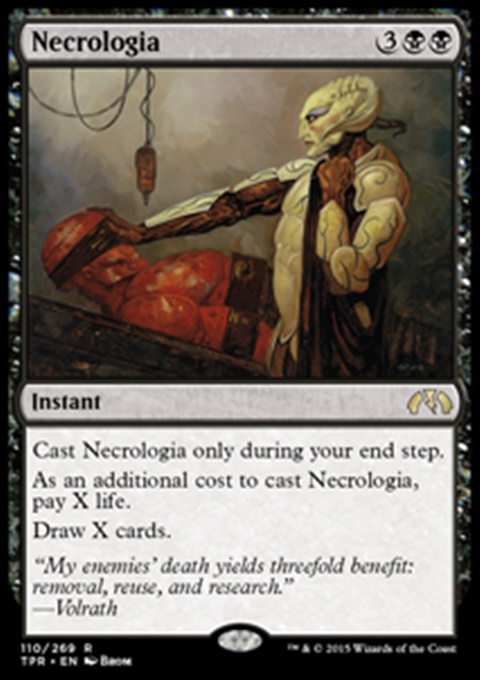 Necrologia 3
Instant
Cast Necrologia only during your end step.
As an additional cost to cast Necrologia,
pay X life.
Draw X cards.
“My enemies’ death yields threefold benefit:
removal, reuse, and research.”
—Volrath
110/269 R
TPR • EN Brom
™ & © 2015 Wizards of the Coast